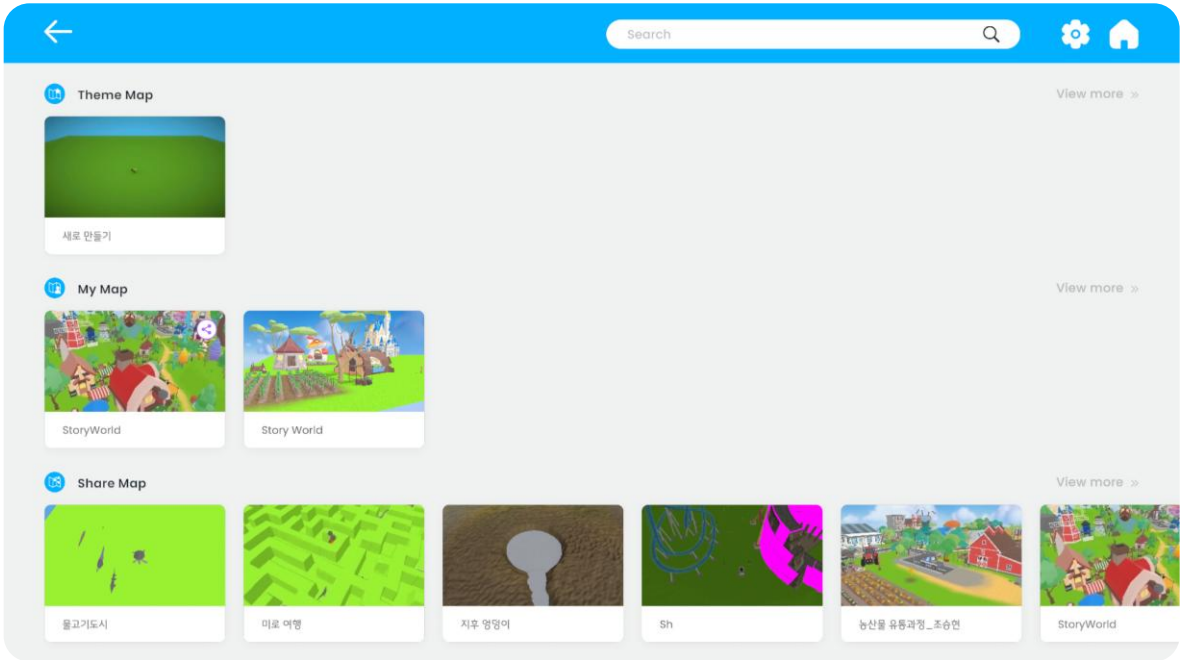 Search
Theme Map
View more »
새로 만들기
My Map
View more »
StoryWorld
Story World
Share Map
View more »
물고기도시
미로 여행
지후 엉덩이
Sh
농산물 유통과정_조승현
StoryWorld